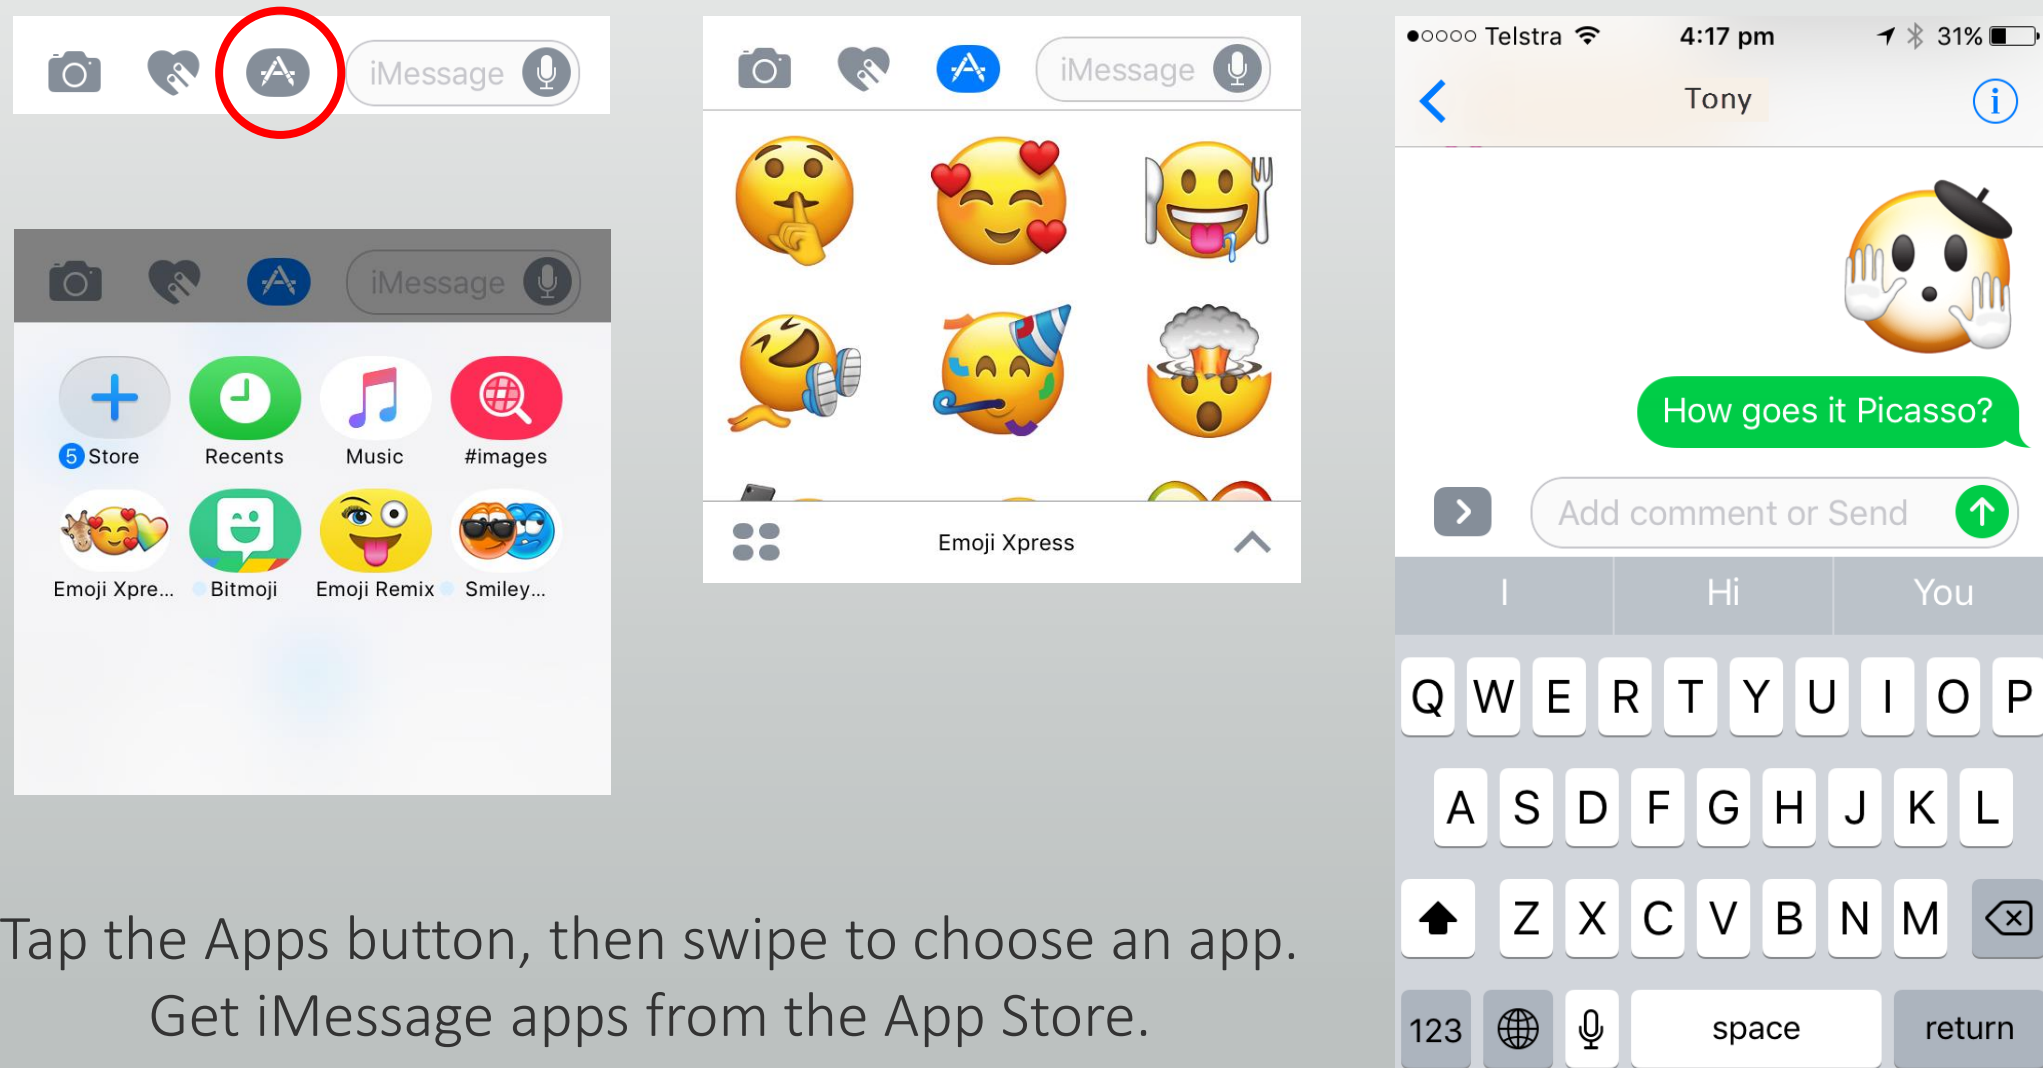 iMessage
iMessage
5 Store
Recents
Music
#images
Emoji Xpre...
Bitmoji
Emoji Remix
Smiley...
iMessage
Emoji Xpress
Telstra
4:17 pm
31%
Tony
i
How goes it Picasso?
Add comment or Send
I Hi You
Q W E R T Y U I O P
A S D F G H J K L
Z X C V B N M
123 space return
Tap the Apps button, then swipe to choose an app.
Get iMessage apps from the App Store.